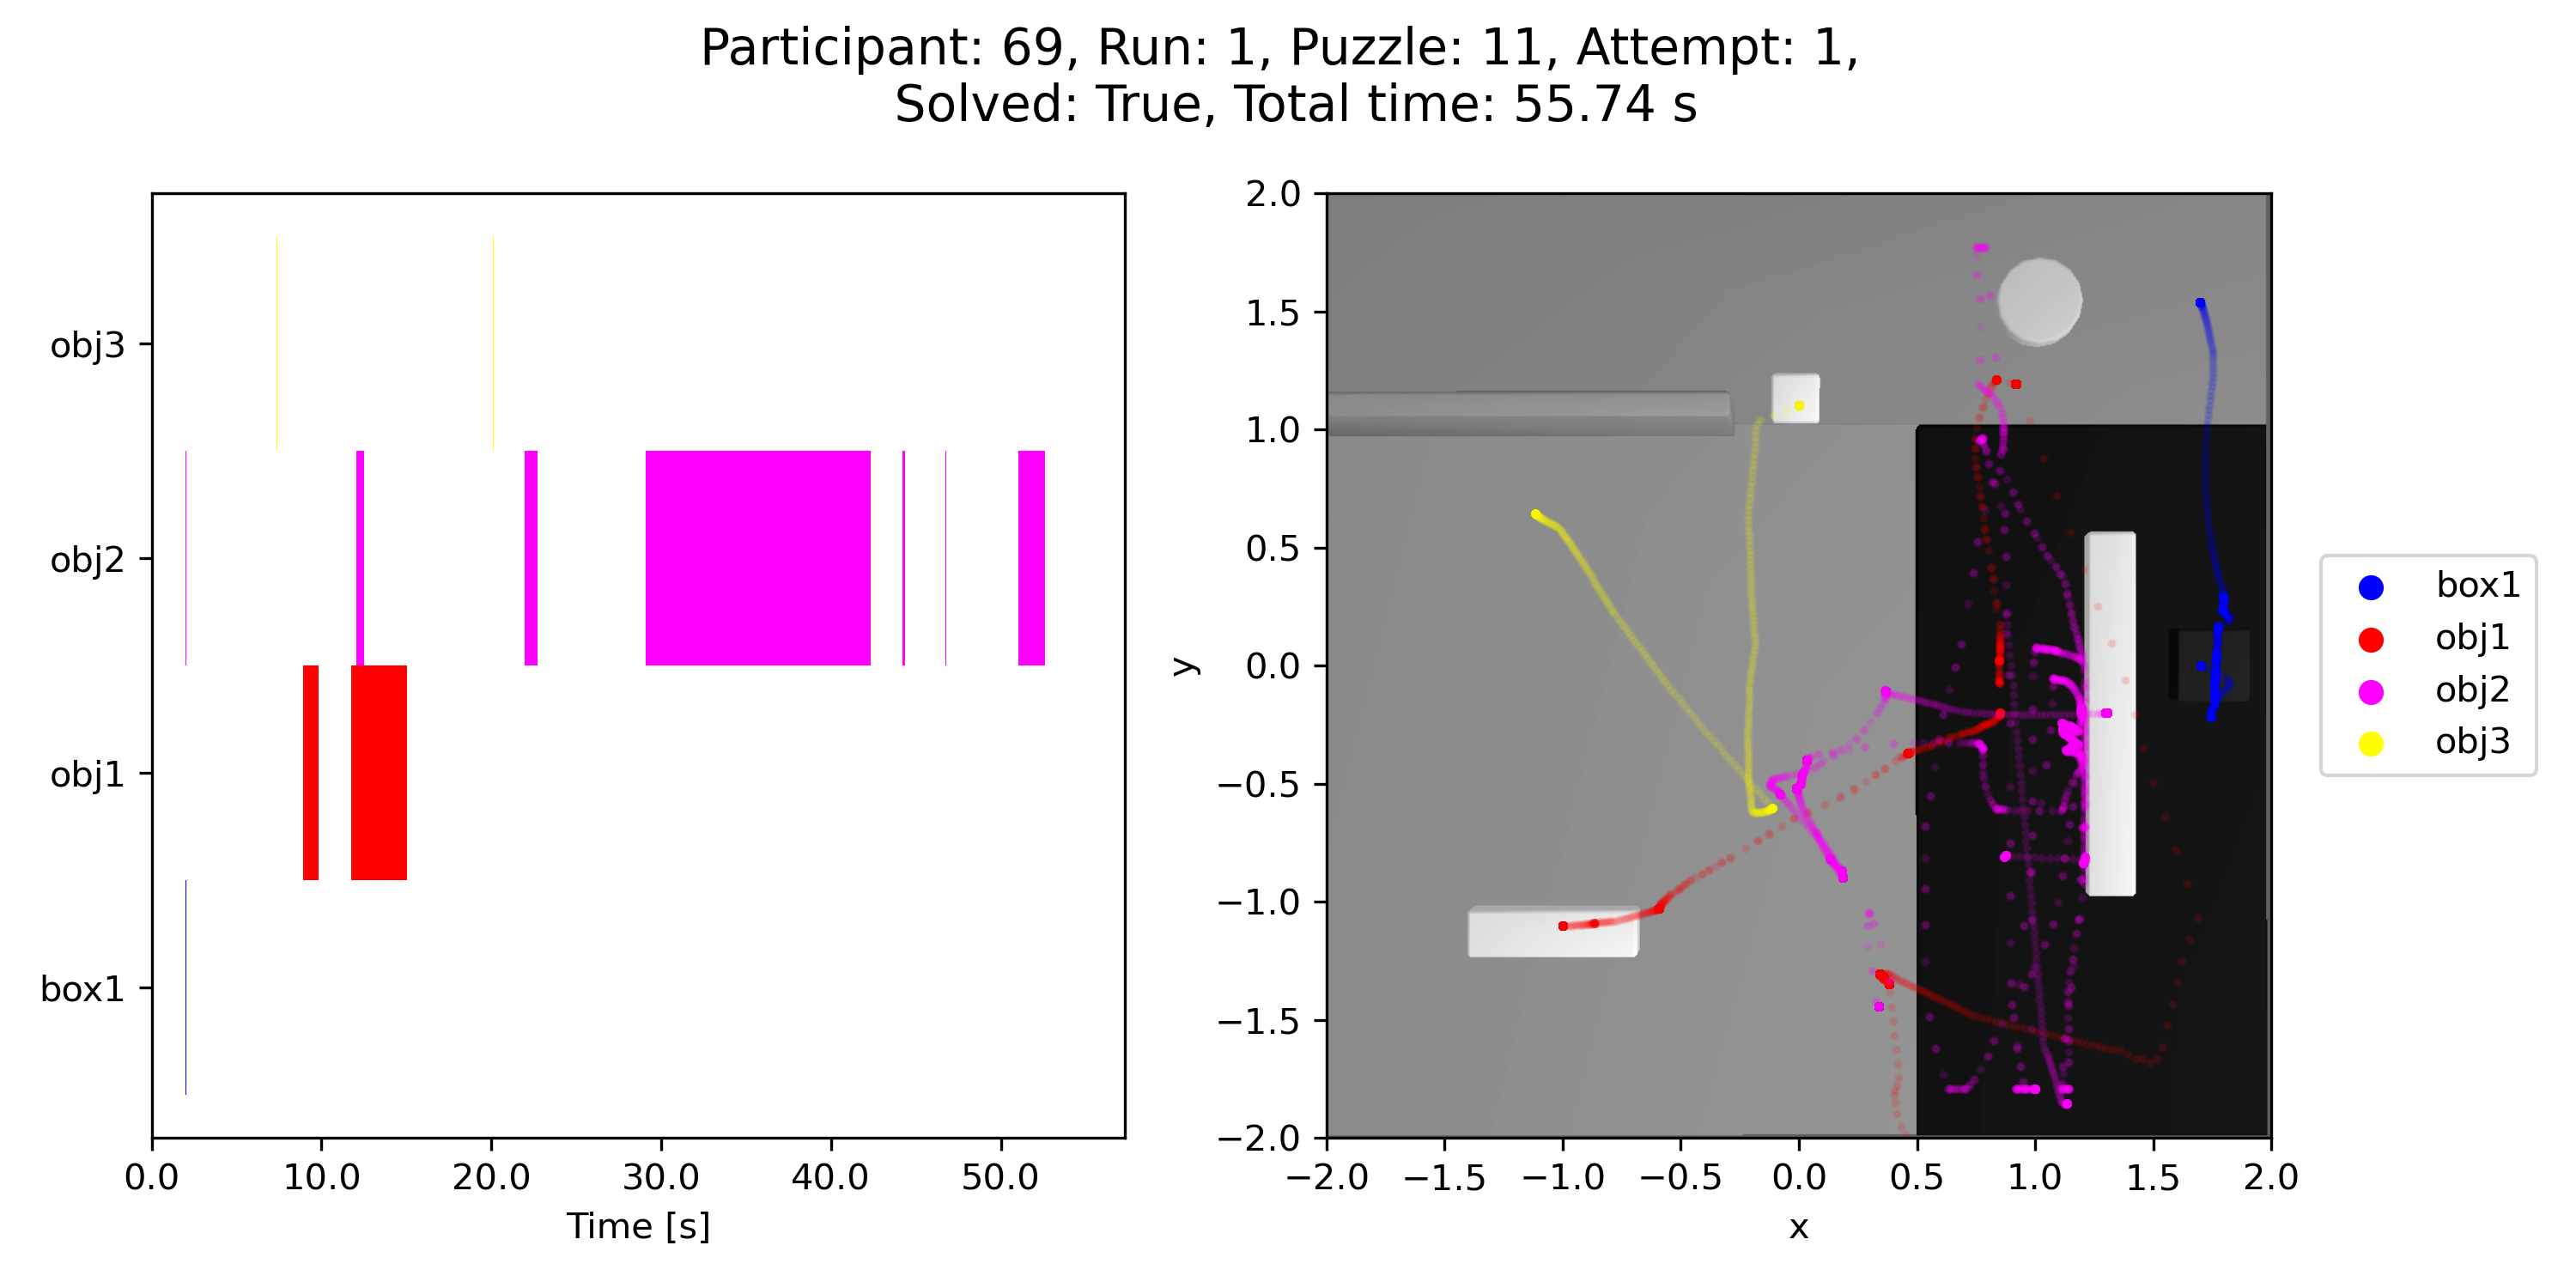 Participant: 69, Run: 1, Puzzle: 11, Attempt: 1,
Solved: True, Total time: 55.74 s
obj3
obj2
obj1
box1
0.0 10.0 20.0 30.0 40.0 50.0
Time [s]
2.0
1.5
1.0
0.5
0.0
−0.5
−1.0
−1.5
−2.0
y
−2.0 −1.5 −1.0 −0.5 0.0 0.5 1.0 1.5 2.0
x
box1
obj1
obj2
obj3